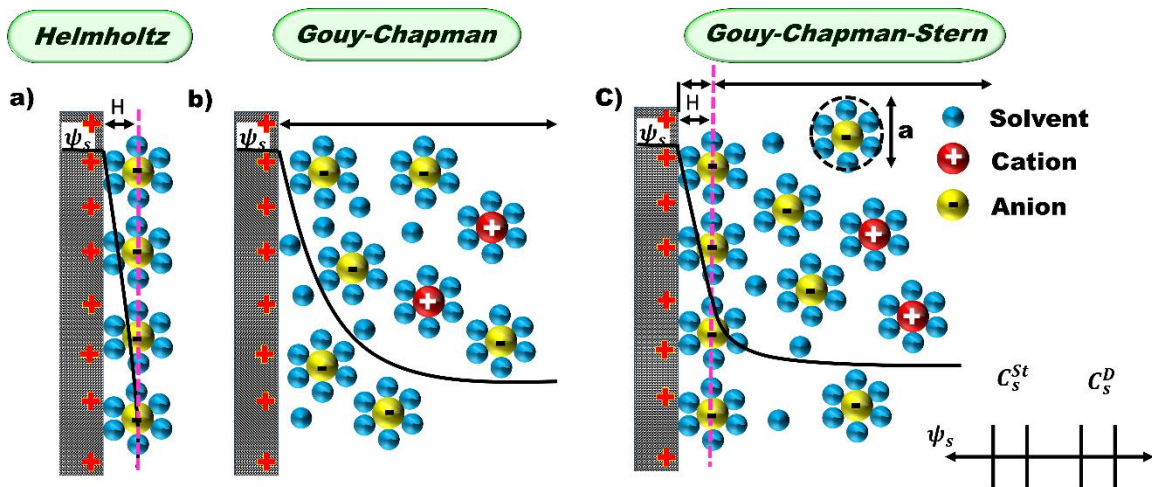 Helmholtz
Gouy-Chapman
Gouy-Chapman-Stern
a)
H
ψₛ
b)
ψₛ
C)
H
ψₛ
a
Solvent
Cation
Anion
C_s^{St}
C_s^{D}
ψₛ